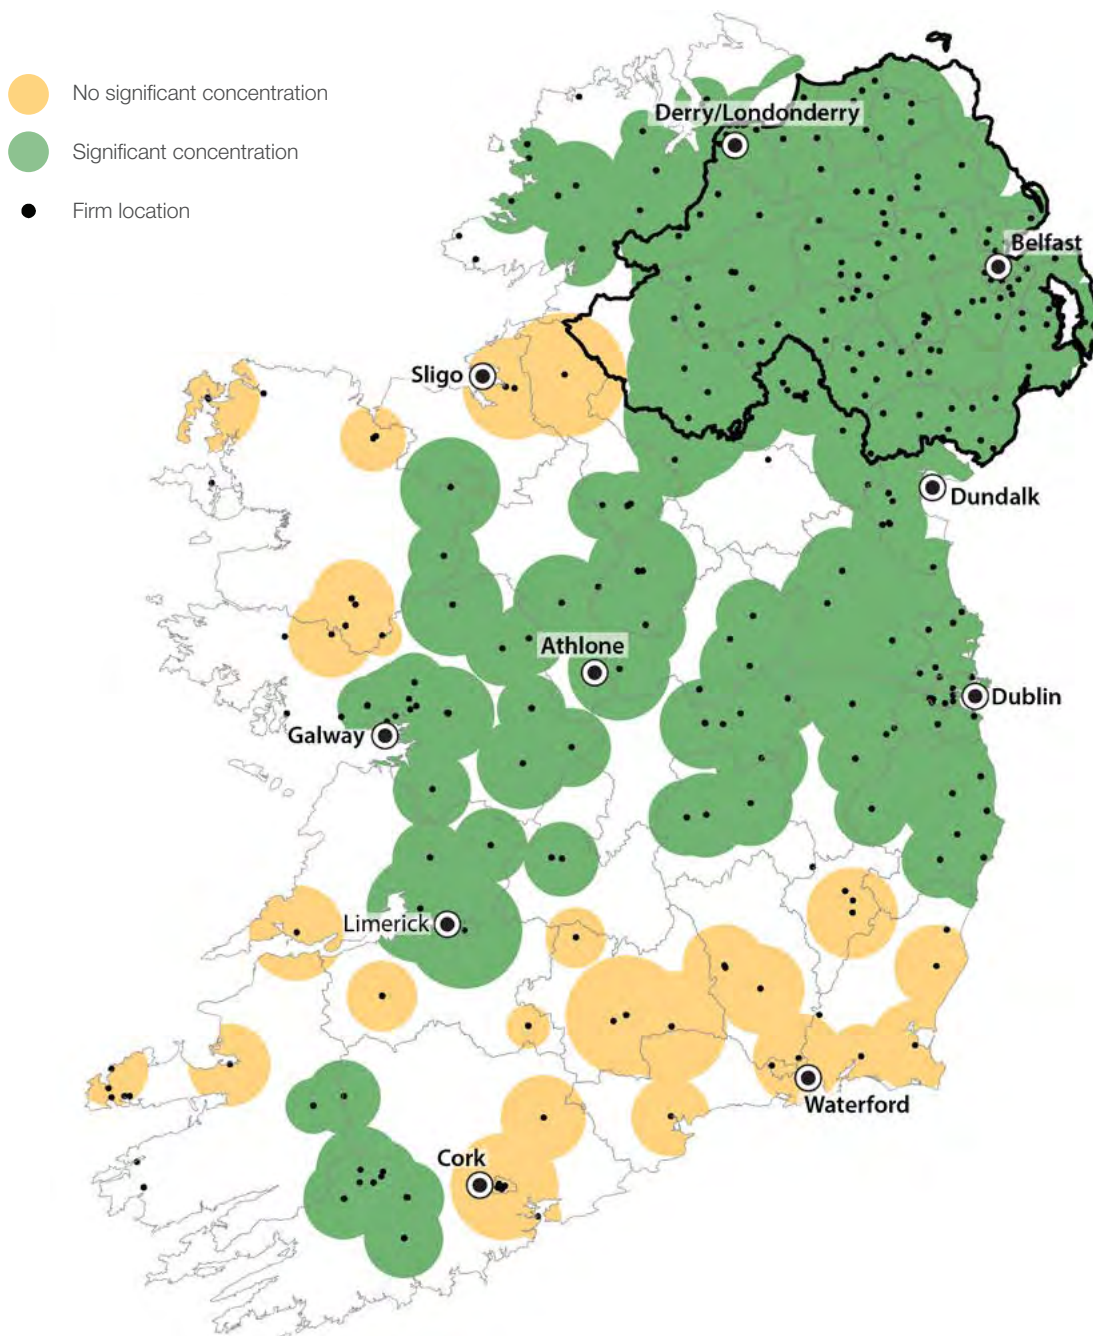 No significant concentration
Significant concentration
Firm location
Derry/Londonderry
Belfast
Sligo
Dundalk
Athlone
Dublin
Galway
Limerick
Waterford
Cork